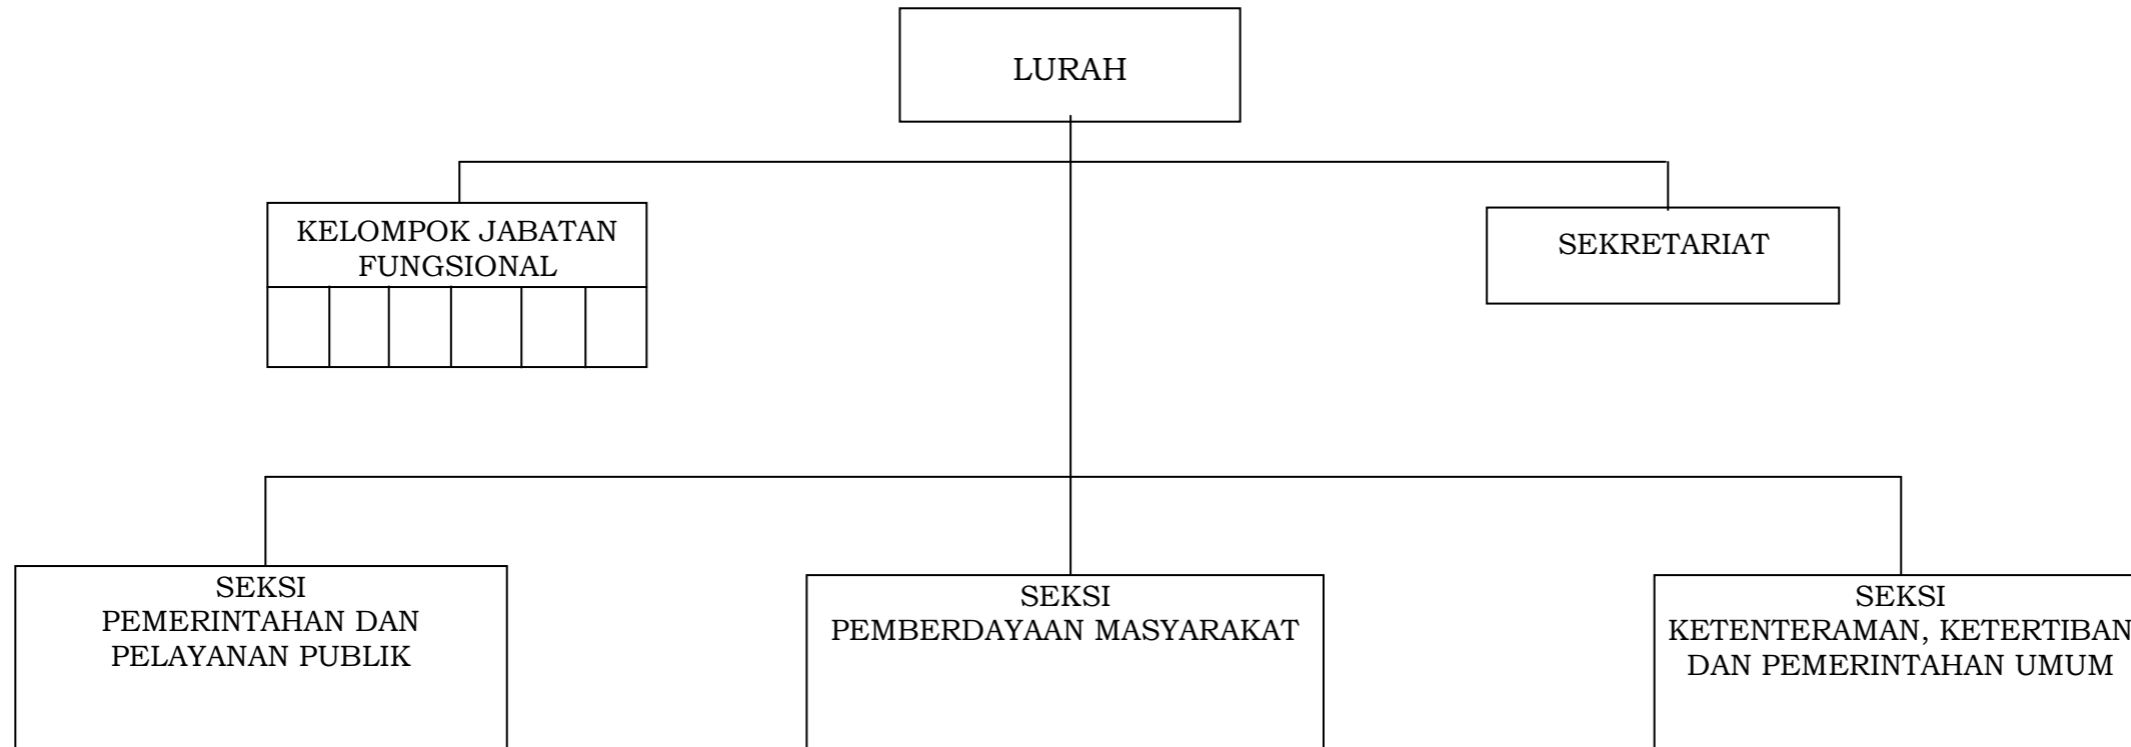 LURAH
KELOMPOK JABATAN
FUNGSIONAL
SEKRETARIAT
SEKSI
PEMERINTAHAN DAN
PELAYANAN PUBLIK
SEKSI
PEMBERDAYAAN MASYARAKAT
SEKSI
KETENTERAMAN, KETERTIBAN
DAN PEMERINTAHAN UMUM